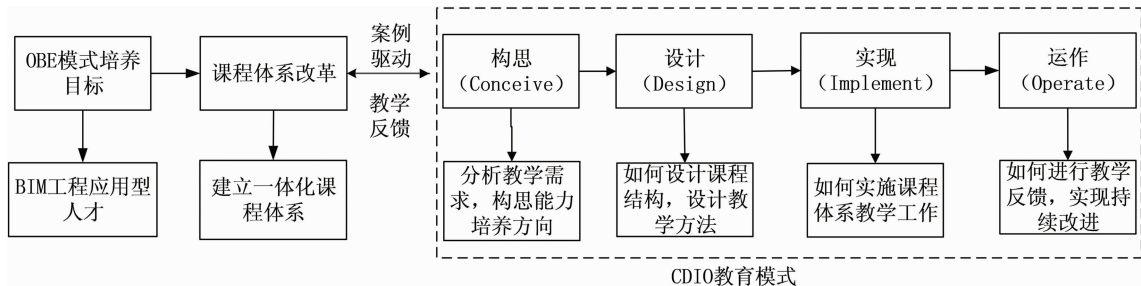 OBE模式培养
目标
课程体系改革
案例
驱动
教学
反馈
构思
（Conceive）
设计
（Design）
实现
（Implement）
运作
（Operate）
BIM工程应用型
人才
建立一体化课
程体系
分析教学需
求，构思能力
培养方向
如何设计课程
结构，设计教
学方法
如何实施课程
体系教学工作
如何进行教学
反馈，实现持
续改进
CDIO教育模式